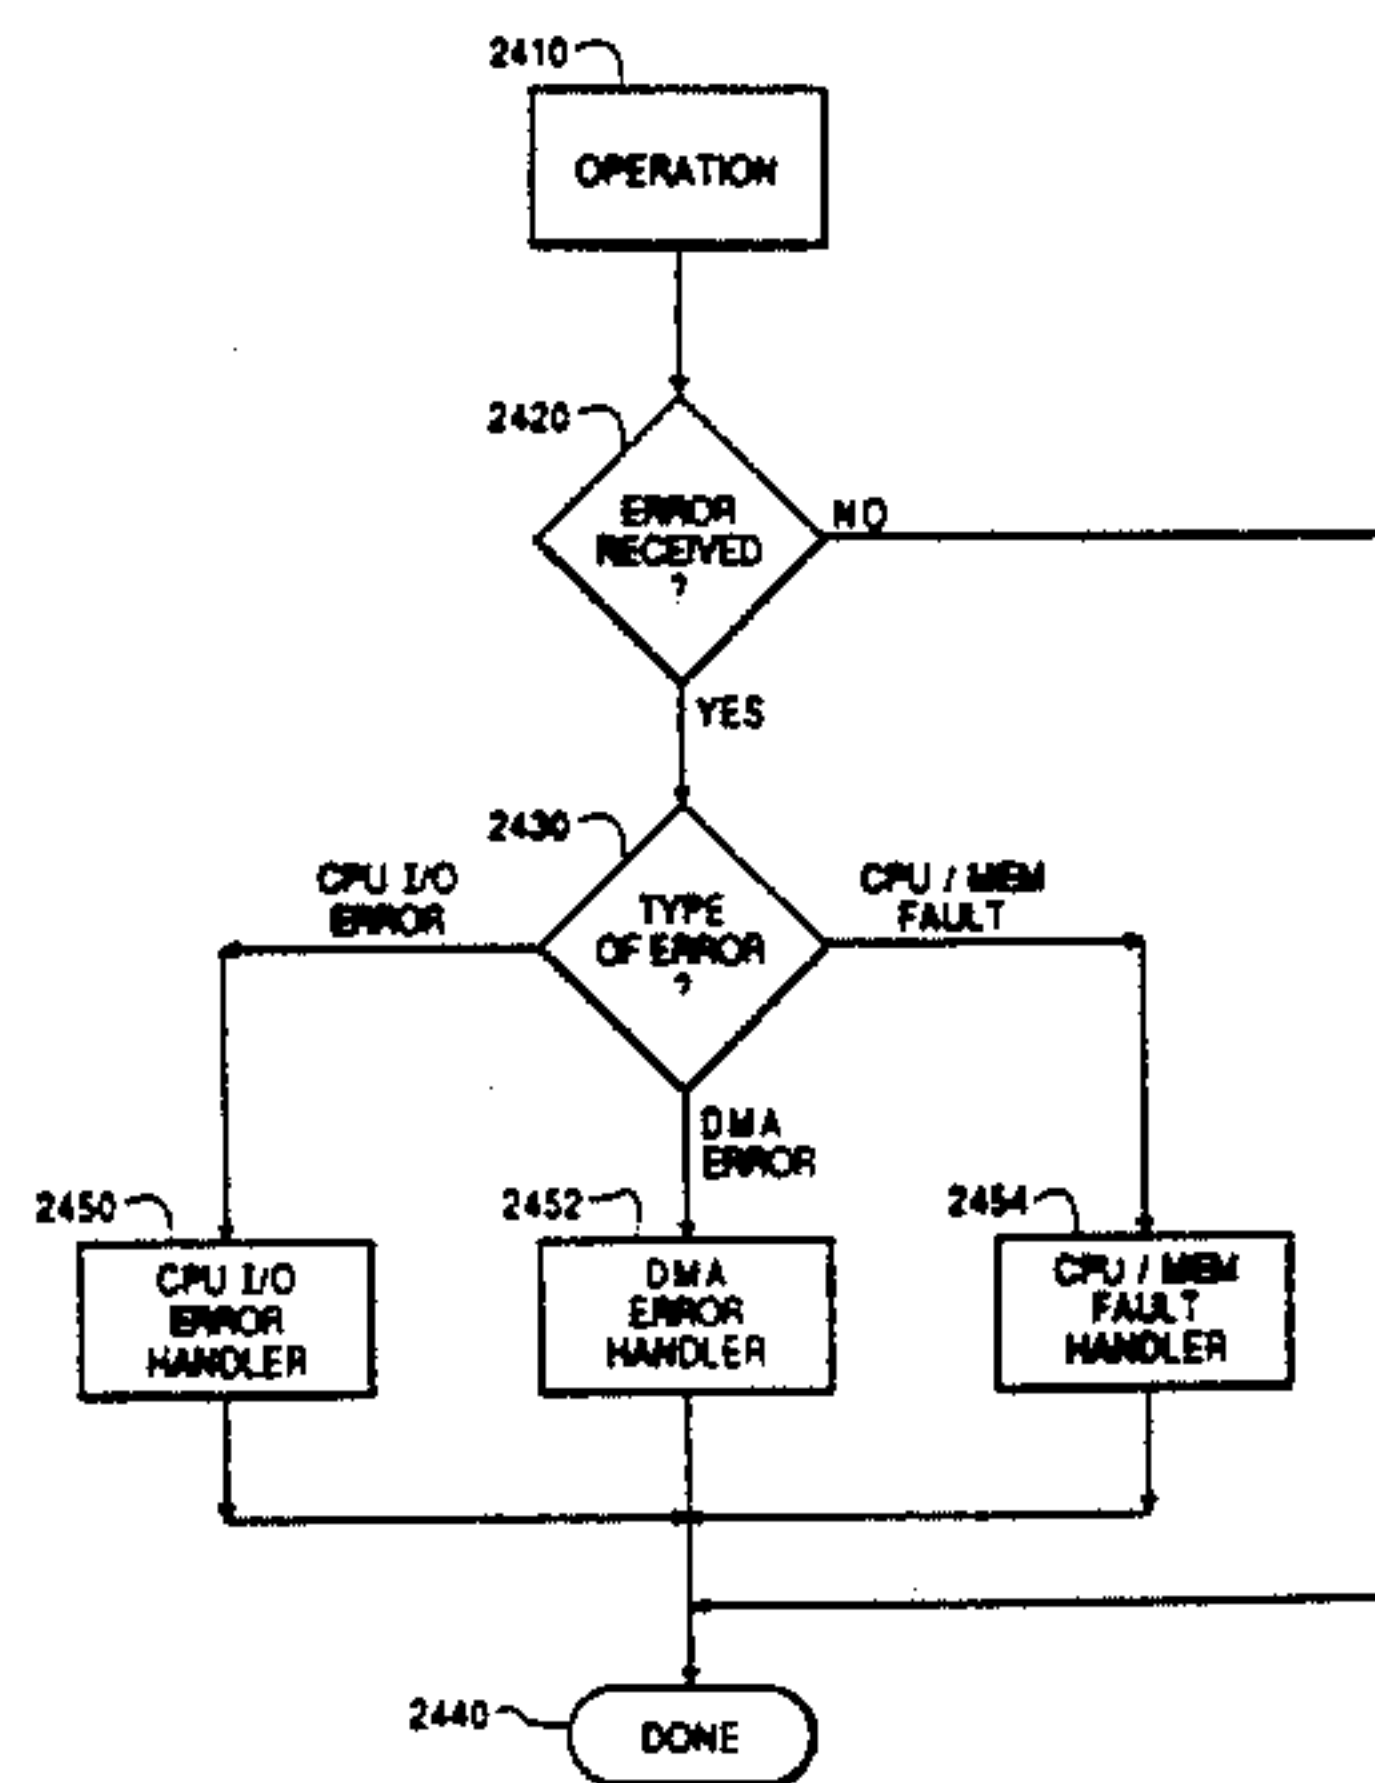 2410
OPERATION
2420
ERROR
RECEIVED
?
NO
YES
2430
CPU I/O
ERROR
TYPE
OF ERROR
?
CPU / MEM
FAULT
DMA
ERROR
2450
CPU I/O
ERROR
HANDLER
2452
DMA
ERROR
HANDLER
2454
CPU / MEM
FAULT
HANDLER
2440
DONE